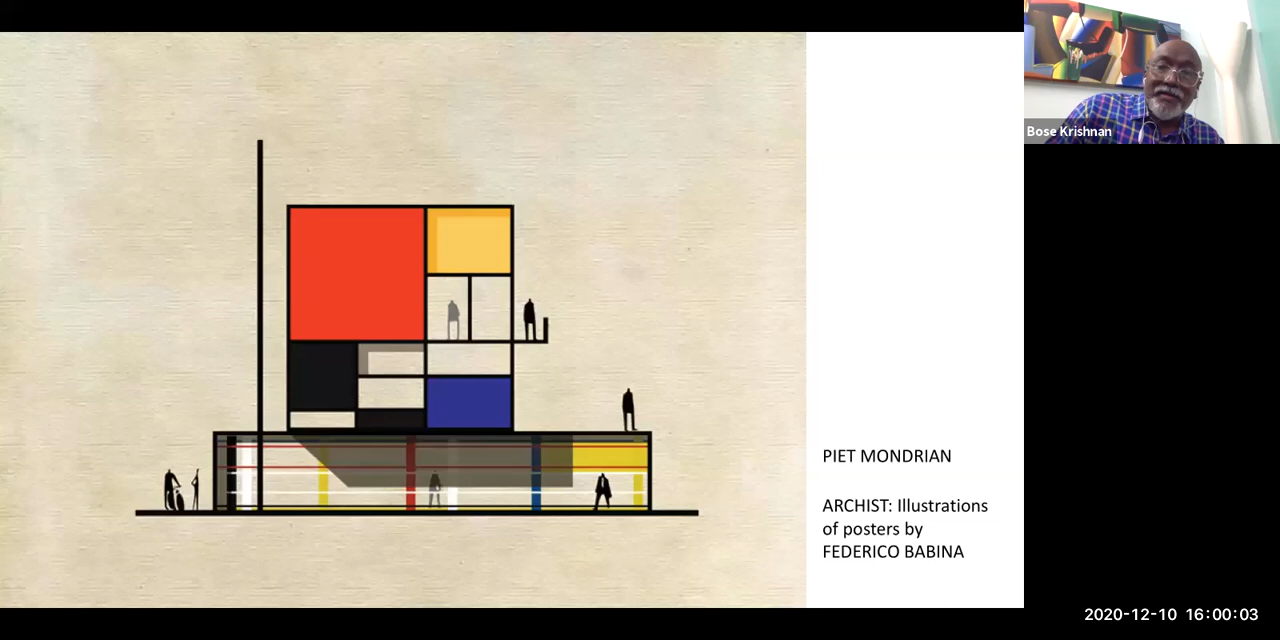 Bose Krishnan
PIET MONDRIAN
ARCHIST: Illustrations
of posters by
FEDERICO BABINA
2020-12-10 16:00:03